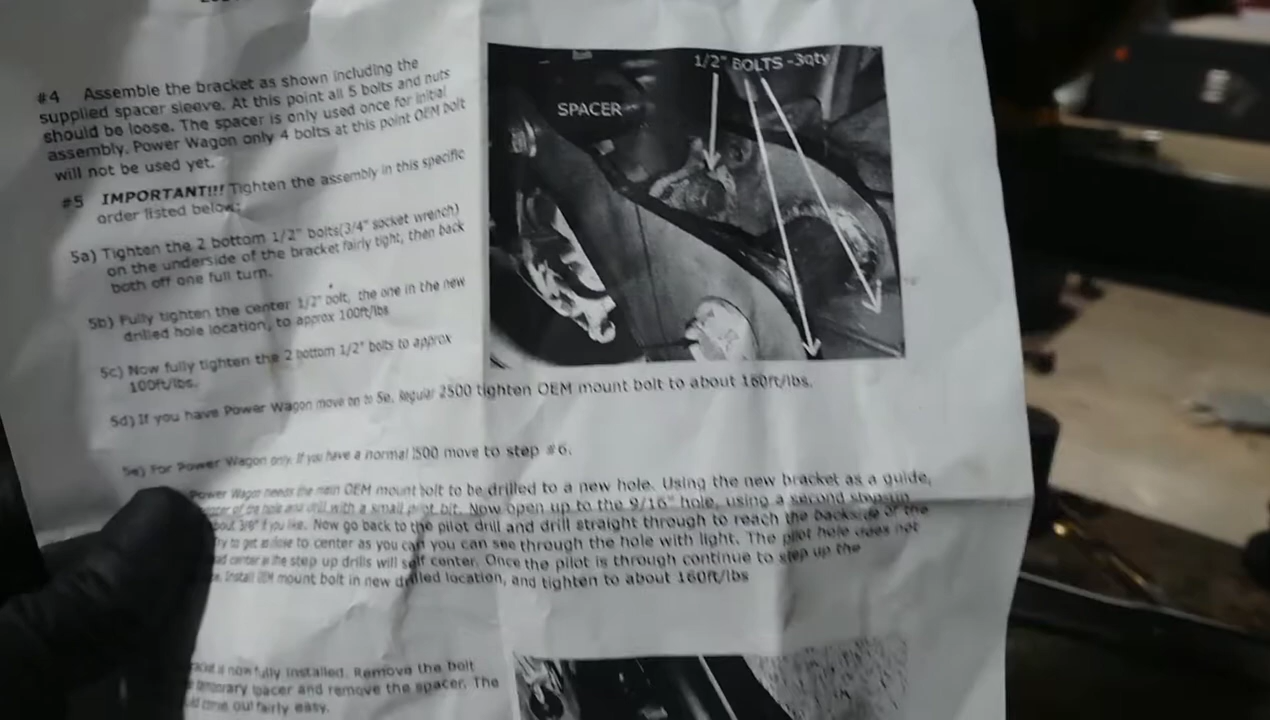 #4 Assemble the bracket as shown including the
supplied spacer sleeve. At this point all 5 bolts and nuts
should be loose. The spacer is only used once for initial
assembly. Power Wagon only 4 bolts at this point OEM bolt
will not be used yet.
#5 IMPORTANT!!! Tighten the assembly in this specific
order listed below:
5a) Tighten the 2 bottom 1/2" bolts(3/4" socket wrench)
on the underside of the bracket fairly tight, then back
both off one full turn.
5b) Fully tighten the center 1/2" bolt, the one in the new
drilled hole location, to approx 100ft/lbs
5c) Now fully tighten the 2 bottom 1/2" bolts to approx
100ft/lbs.
5d) If you have Power Wagon move on to 5e. Regular 2500 tighten OEM mount bolt to about 160ft/lbs.
5e) For Power Wagon only. If you have a normal 1500 move to step #6.
Power Wagon needs the main OEM mount bolt to be drilled to a new hole. Using the new bracket as a guide,
of the hole and drill with a small pilot bit. Now open up to the 9/16" hole, using a second step-up
3/8" if you like. Now go back to the pilot drill and drill straight through to reach the backside of the
Try to get as close to center as you can you can see through the hole with light. The pilot hole does not
center as the step up drills will self center. Once the pilot is through continue to step up the
Install OEM mount bolt in new drilled location, and tighten to about 160ft/lbs
SPACER
1/2" BOLTS -3qty
is now fully installed. Remove the bolt
temporary spacer and remove the spacer. The
come out fairly easy.